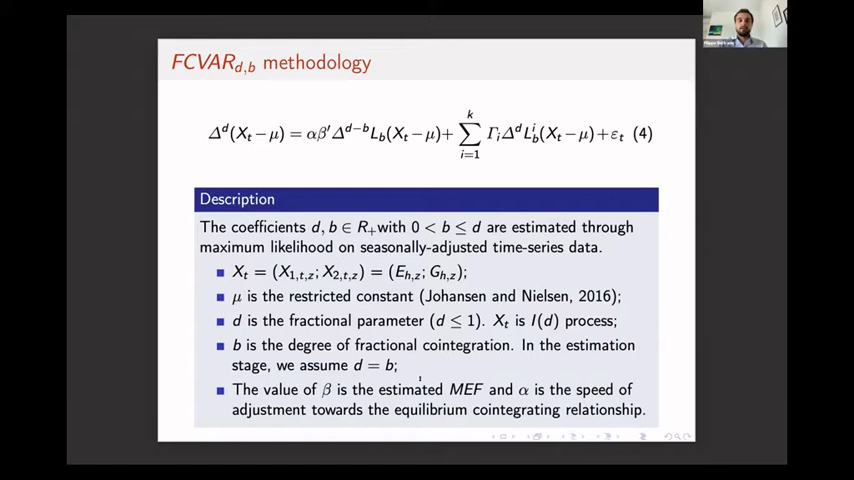 FCVAR_{d,b} methodology
Δ^d(X_t − μ) = αβ′Δ^{d−b}L_b(X_t − μ) + ∑_{i=1}^{k} Γ_iΔ^dL_b^i(X_t − μ) + ε_t (4)
Description
The coefficients d, b ∈ R_+with 0 < b ≤ d are estimated through
maximum likelihood on seasonally-adjusted time-series data.
X_t = (X_{1,t,z}; X_{2,t,z}) = (E_{h,z}; G_{h,z});
μ is the restricted constant (Johansen and Nielsen, 2016);
d is the fractional parameter (d ≤ 1). X_t is I(d) process;
b is the degree of fractional cointegration. In the estimation
stage, we assume d = b;
The value of β is the estimated MEF and α is the speed of
adjustment towards the equilibrium cointegrating relationship.